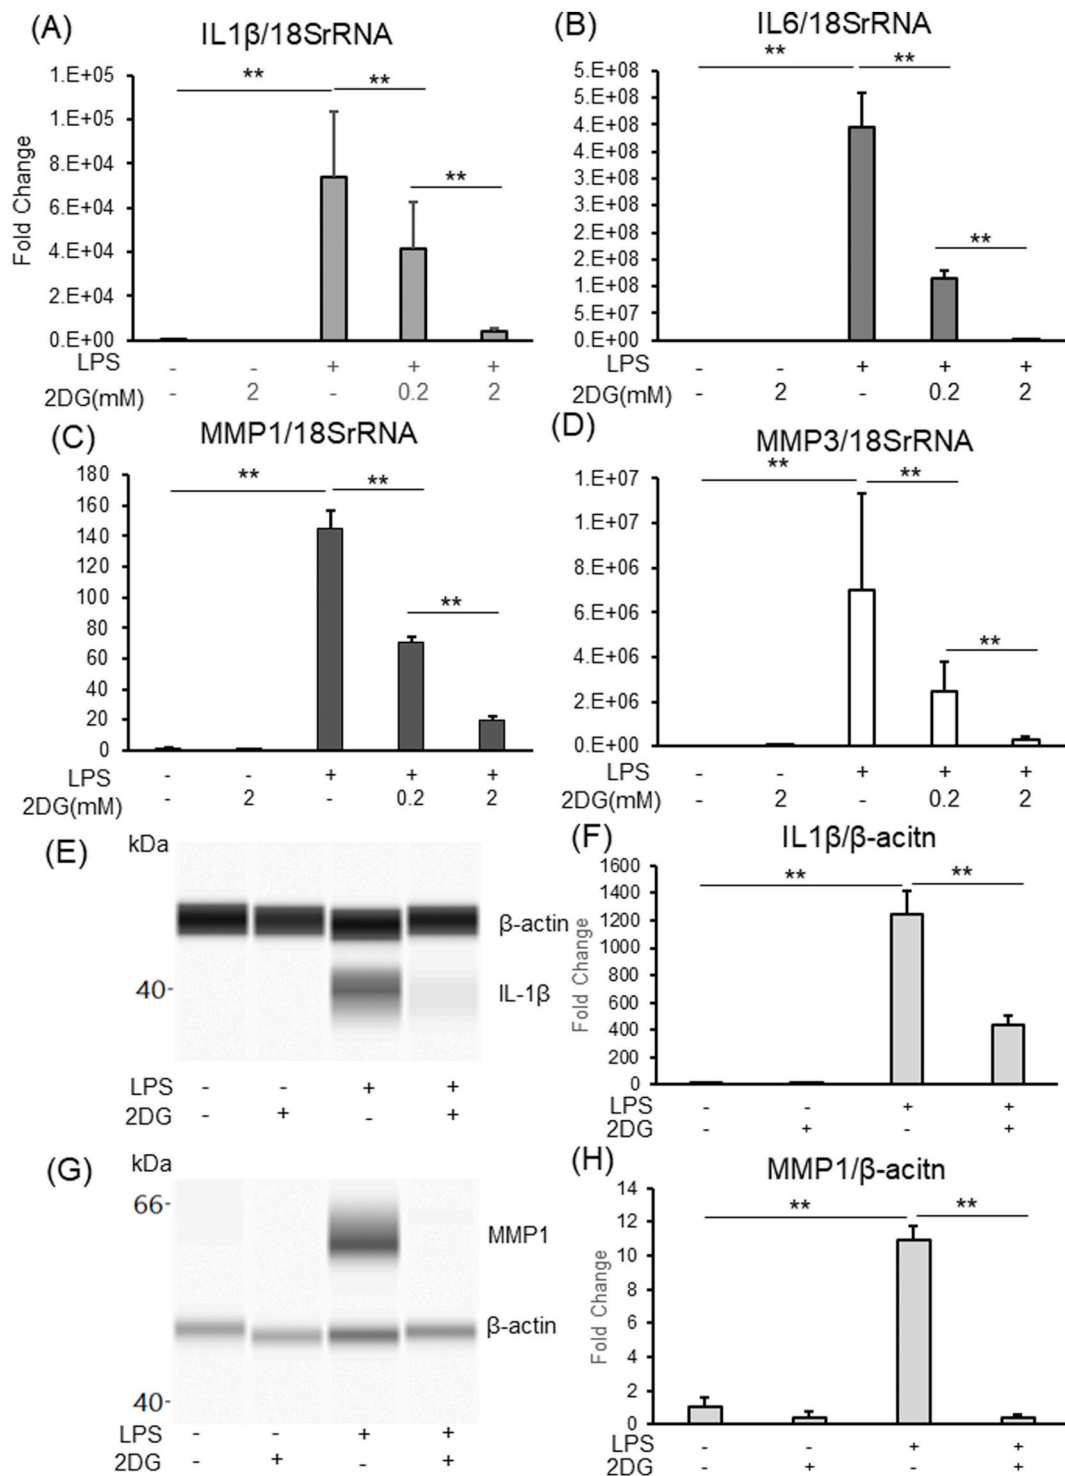 (A)
IL1β/18SrRNA
** **
**
Fold Change
1.E+05
1.E+05
8.E+04
6.E+04
4.E+04
2.E+04
0.E+00
LPS - - + + +
2DG(mM) - 2 - 0.2 2
(B)
IL6/18SrRNA
** **
**
5.E+08
5.E+08
4.E+08
4.E+08
3.E+08
3.E+08
2.E+08
2.E+08
1.E+08
5.E+07
0.E+00
LPS - - + + +
2DG(mM) - 2 - 0.2 2
(C)
MMP1/18SrRNA
** **
**
180
160
140
120
100
80
60
40
20
0
LPS - - + + +
2DG(mM) - 2 - 0.2 2
(D)
MMP3/18SrRNA
** **
**
1.E+07
1.E+07
8.E+06
6.E+06
4.E+06
2.E+06
0.E+00
LPS - - + + +
2DG(mM) - 2 - 0.2 2
(E)
kDa
β-actin
40-
IL-1β
LPS - - + +
2DG - + - +
(F)
IL1β/β-acitn
** **
Fold Change
1600
1400
1200
1000
800
600
400
200
0
LPS - - + +
2DG - + - +
(G)
kDa
66-
MMP1
β-actin
40-
LPS - - + +
2DG - + - +
(H)
MMP1/β-acitn
** **
Fold Change
14
12
10
8
6
4
2
0
LPS - - + +
2DG - + - +